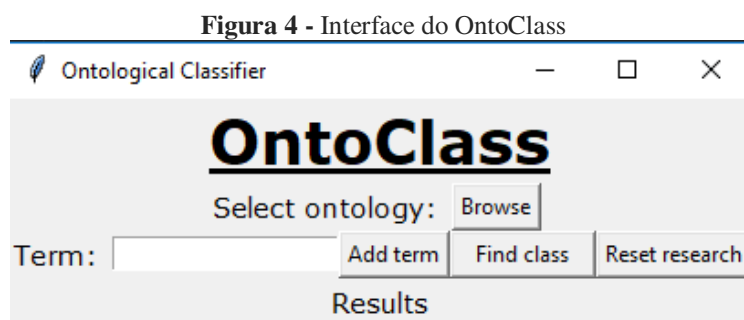 Figura 4 - Interface do OntoClass
Ontological Classifier
OntoClass
Select ontology: Browse
Term: Add term Find class Reset research
Results